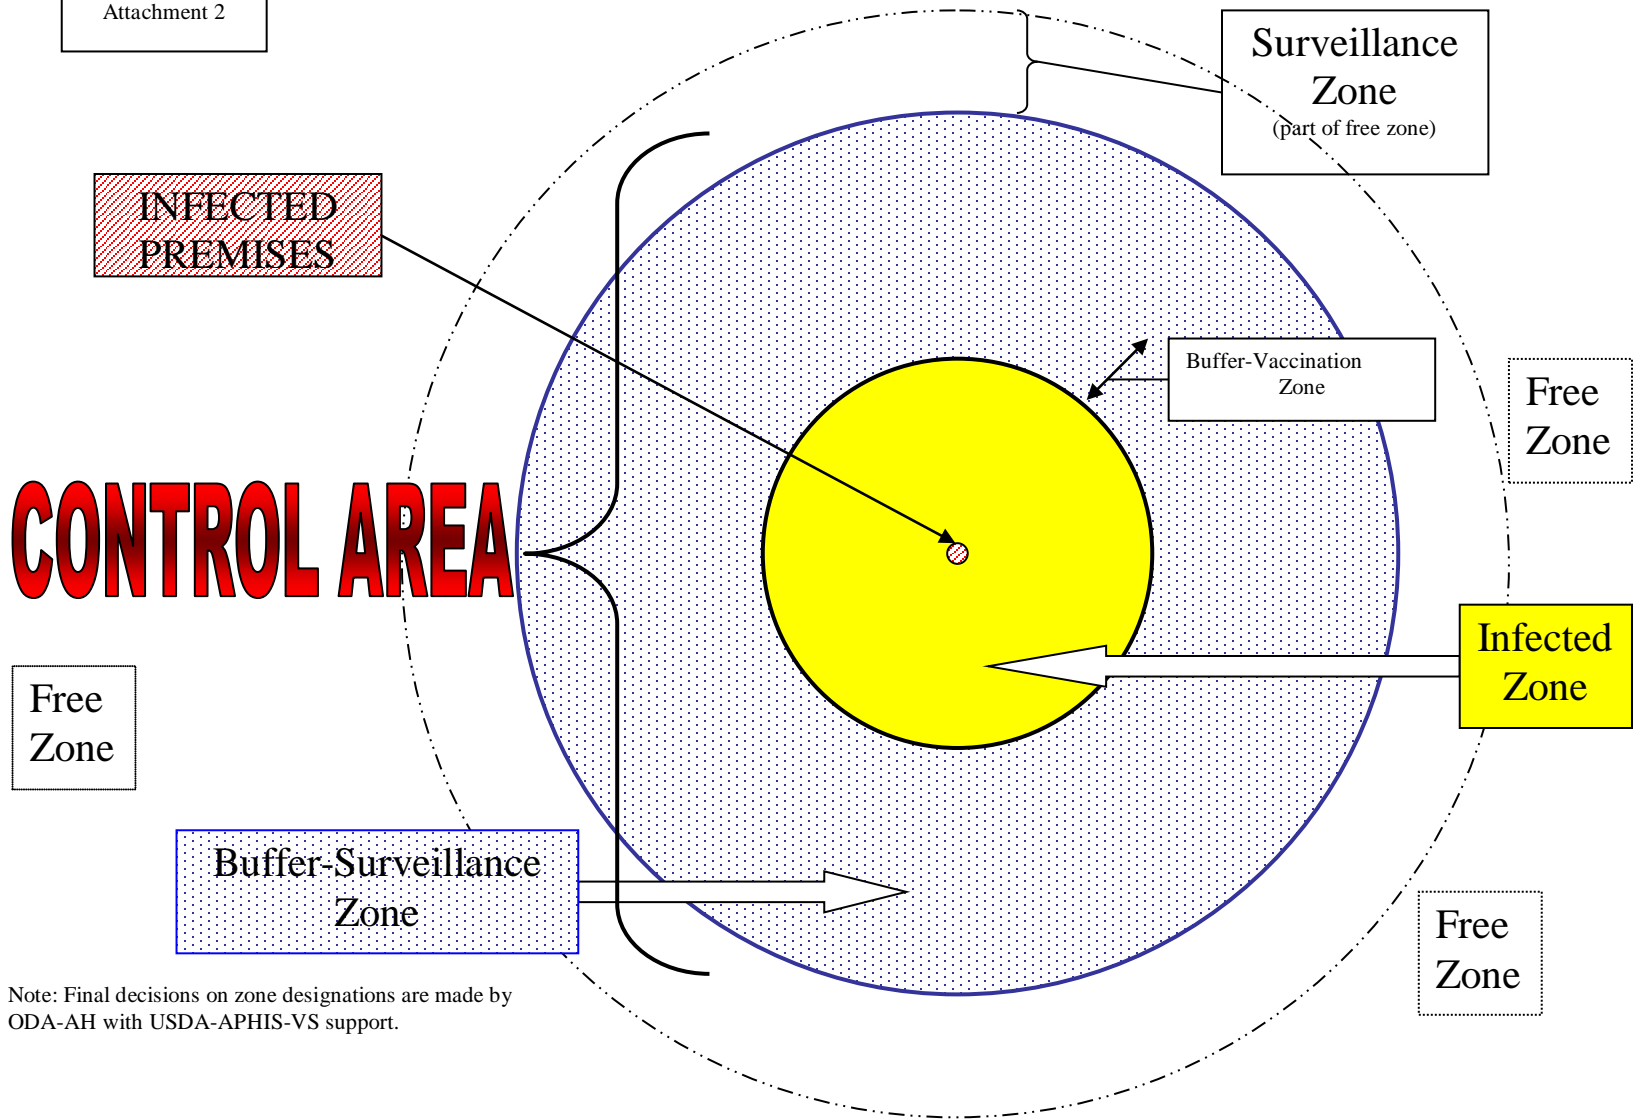 Attachment 2
Surveillance
Zone
(part of free zone)
INFECTED
PREMISES
Buffer-Vaccination
Zone
Free
Zone
CONTROL AREA
Infected
Zone
Free
Zone
Buffer-Surveillance
Zone
Free
Zone
Note: Final decisions on zone designations are made by
ODA-AH with USDA-APHIS-VS support.